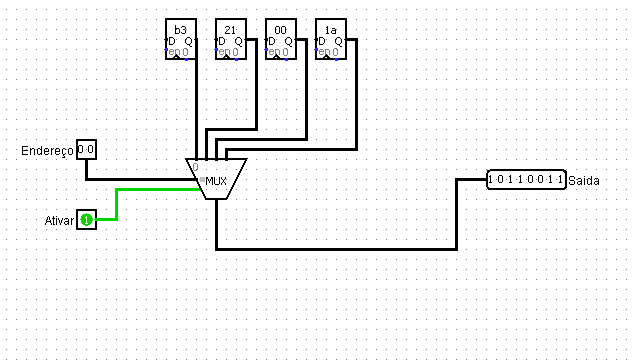 b3 21 00 1a
D Q D Q D Q D Q
en 0 en 0 en 0 en 0
Endereço 0 0
0
MUX
1 0 1 1 0 0 1 1 Saida
Ativar 1